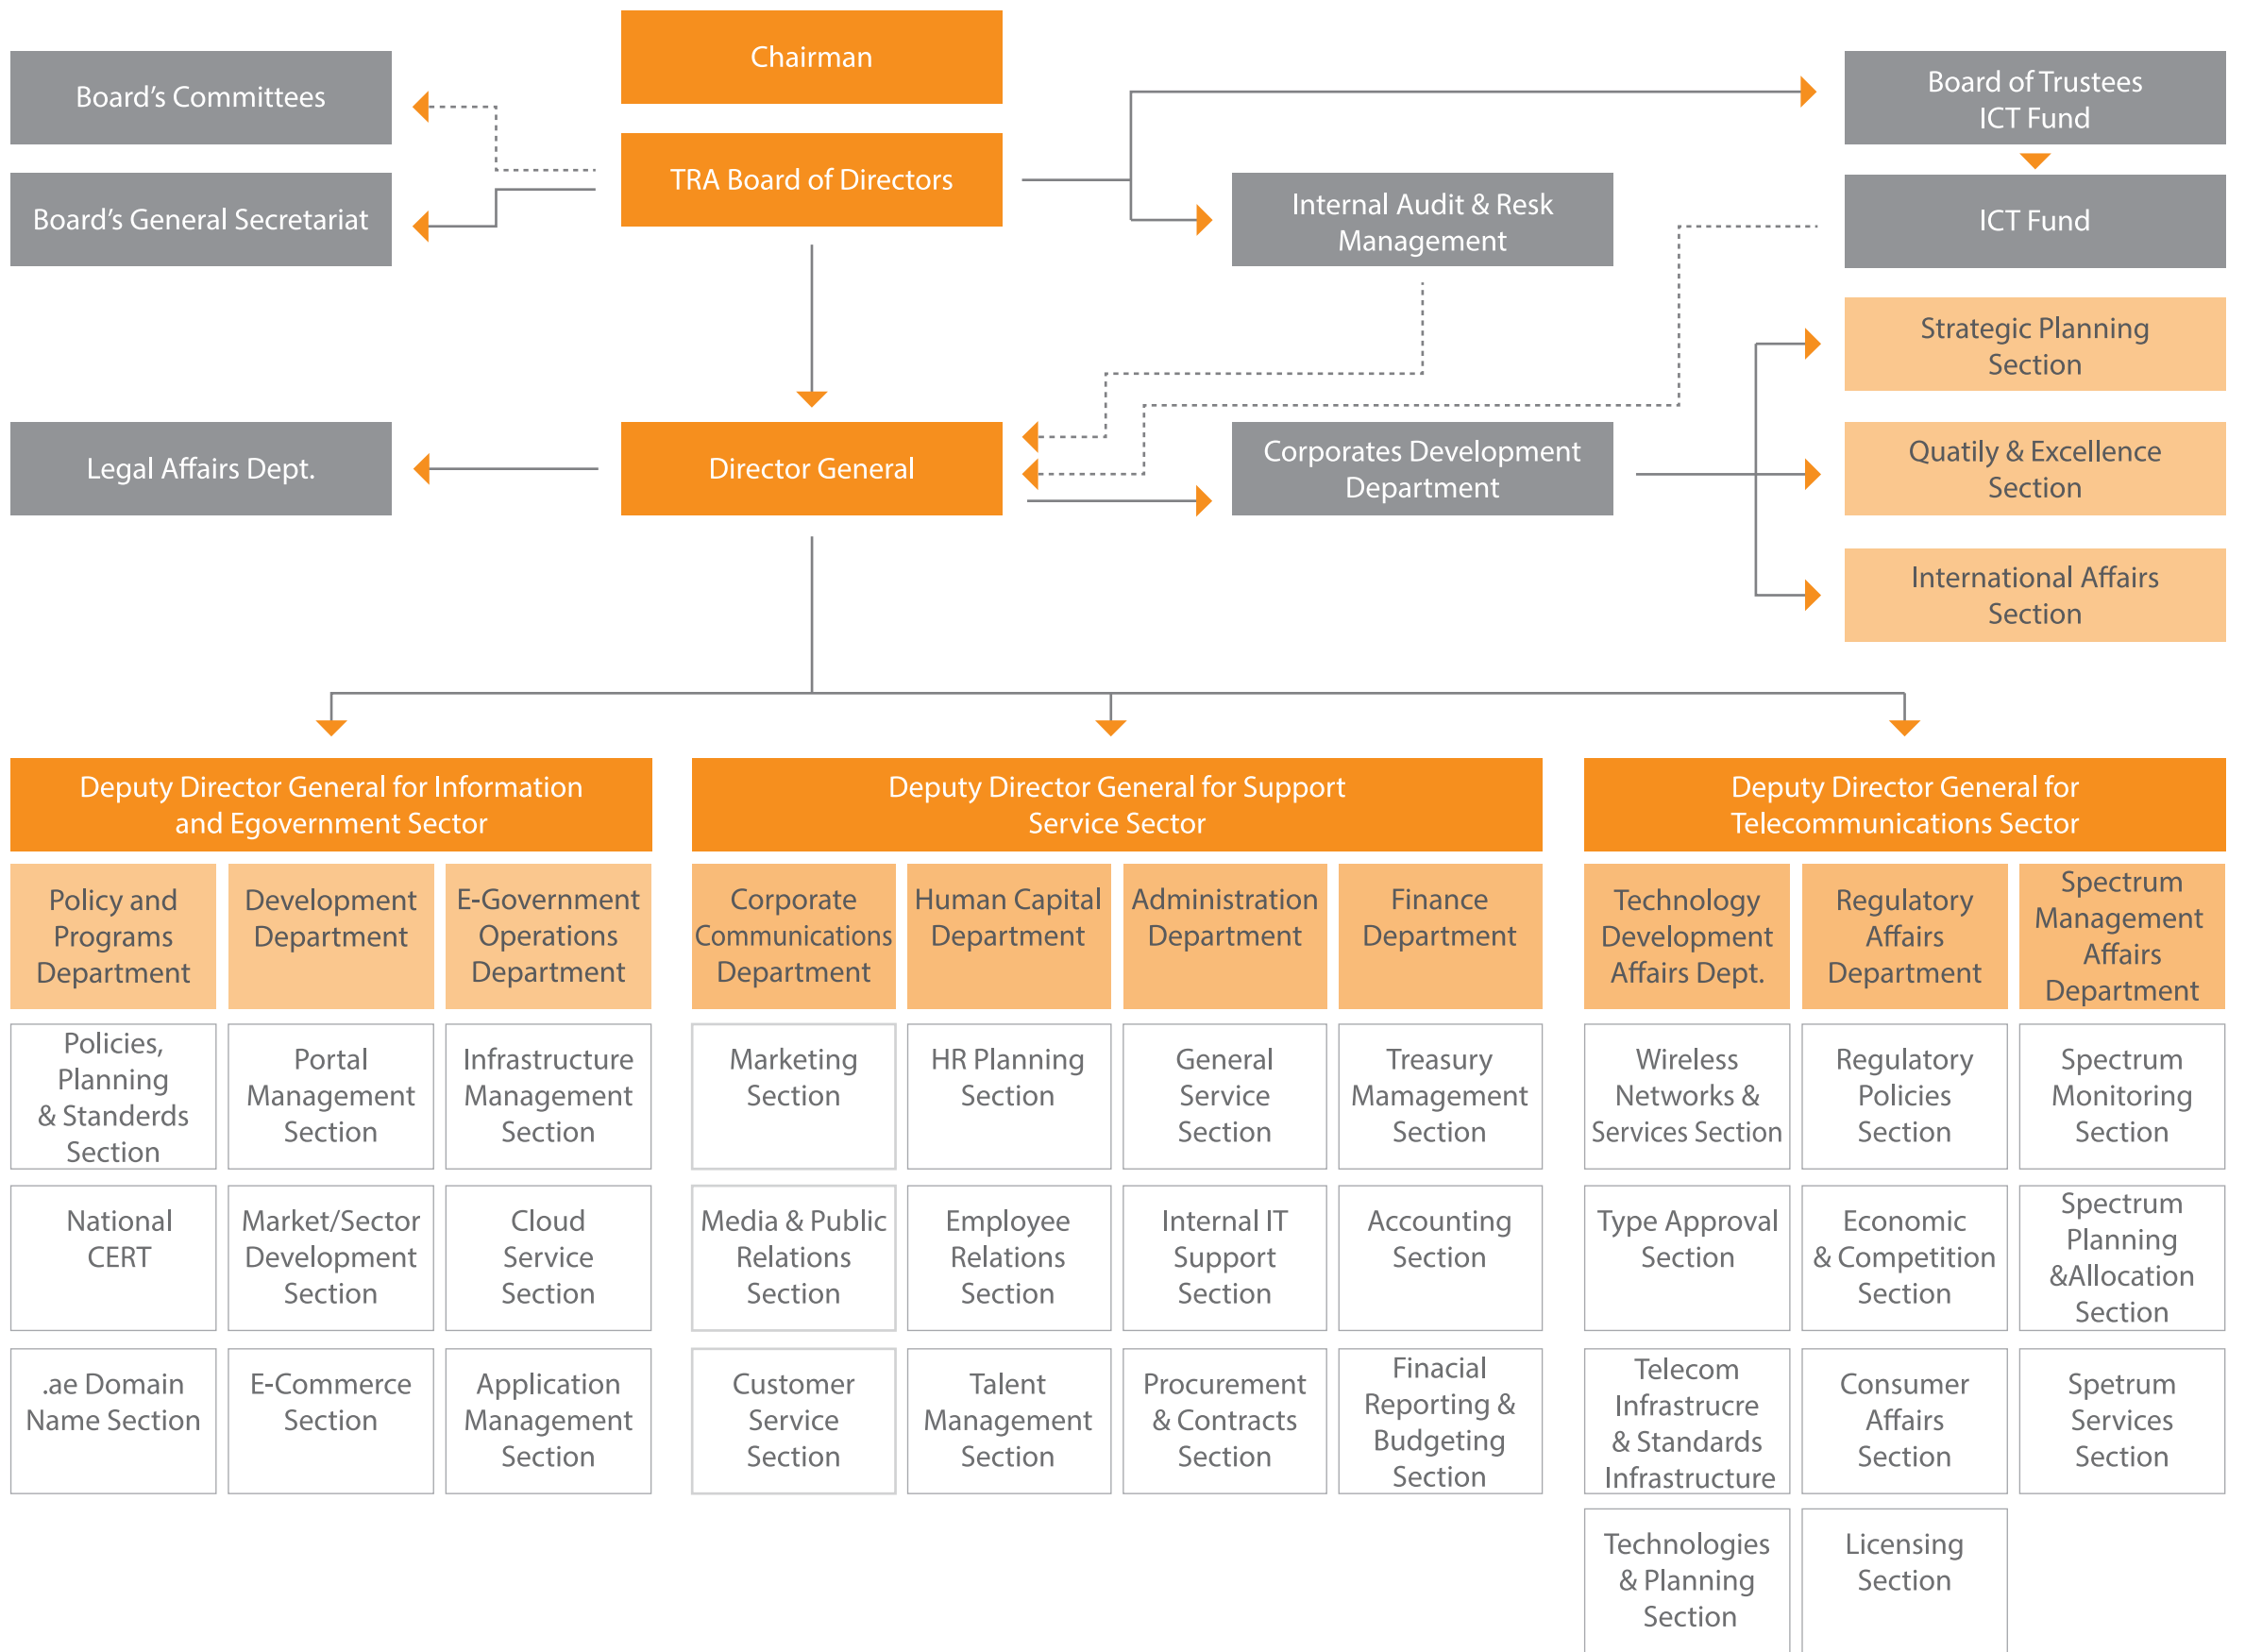 Chairman
Board's Committees
Board of Trustees
ICT Fund
TRA Board of Directors
Board's General Secretariat
Internal Audit & Resk
Management
ICT Fund
Strategic Planning
Section
Legal Affairs Dept.
Director General
Corporates Development
Department
Quatily & Excellence
Section
International Affairs
Section
Deputy Director General for Information
and Egovernment Sector
Deputy Director General for Support
Service Sector
Deputy Director General for
Telecommunications Sector
Policy and
Programs
Department
Development
Department
E-Government
Operations
Department
Corporate
Communications
Department
Human Capital
Department
Administration
Department
Finance
Department
Technology
Development
Affairs Dept.
Regulatory
Affairs
Department
Spectrum
Management
Affairs
Department
Policies,
Planning
& Standerds
Section
Portal
Management
Section
Infrastructure
Management
Section
Marketing
Section
HR Planning
Section
General
Service
Section
Treasury
Mamagement
Section
Wireless
Networks &
Services Section
Regulatory
Policies
Section
Spectrum
Monitoring
Section
National
CERT
Market/Sector
Development
Section
Cloud
Service
Section
Media & Public
Relations
Section
Employee
Relations
Section
Internal IT
Support
Section
Accounting
Section
Type Approval
Section
Economic
& Competition
Section
Spectrum
Planning
&Allocation
Section
.ae Domain
Name Section
E-Commerce
Section
Application
Management
Section
Customer
Service
Section
Talent
Management
Section
Procurement
& Contracts
Section
Finacial
Reporting &
Budgeting
Section
Telecom
Infrastrucre
& Standards
Infrastructure
Consumer
Affairs
Section
Spetrum
Services
Section
Technologies
& Planning
Section
Licensing
Section